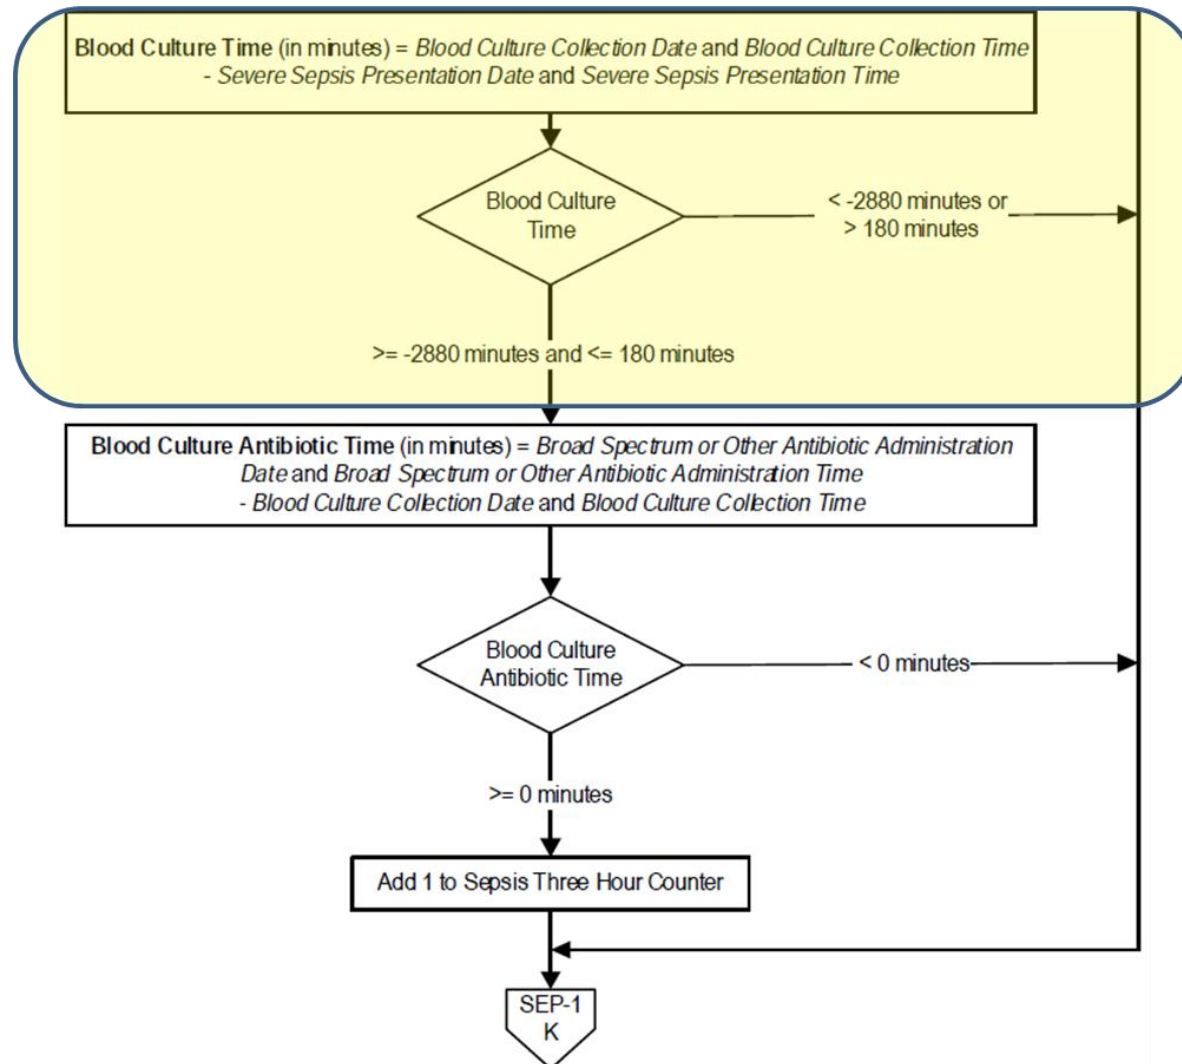 Blood Culture Time (in minutes) = Blood Culture Collection Date and Blood Culture Collection Time
- Severe Sepsis Presentation Date and Severe Sepsis Presentation Time
Blood Culture
Time
< -2880 minutes or
> 180 minutes
>= -2880 minutes and <= 180 minutes
Blood Culture Antibiotic Time (in minutes) = Broad Spectrum or Other Antibiotic Administration
Date and Broad Spectrum or Other Antibiotic Administration Time
- Blood Culture Collection Date and Blood Culture Collection Time
Blood Culture
Antibiotic Time
< 0 minutes
>= 0 minutes
Add 1 to Sepsis Three Hour Counter
SEP-1
K